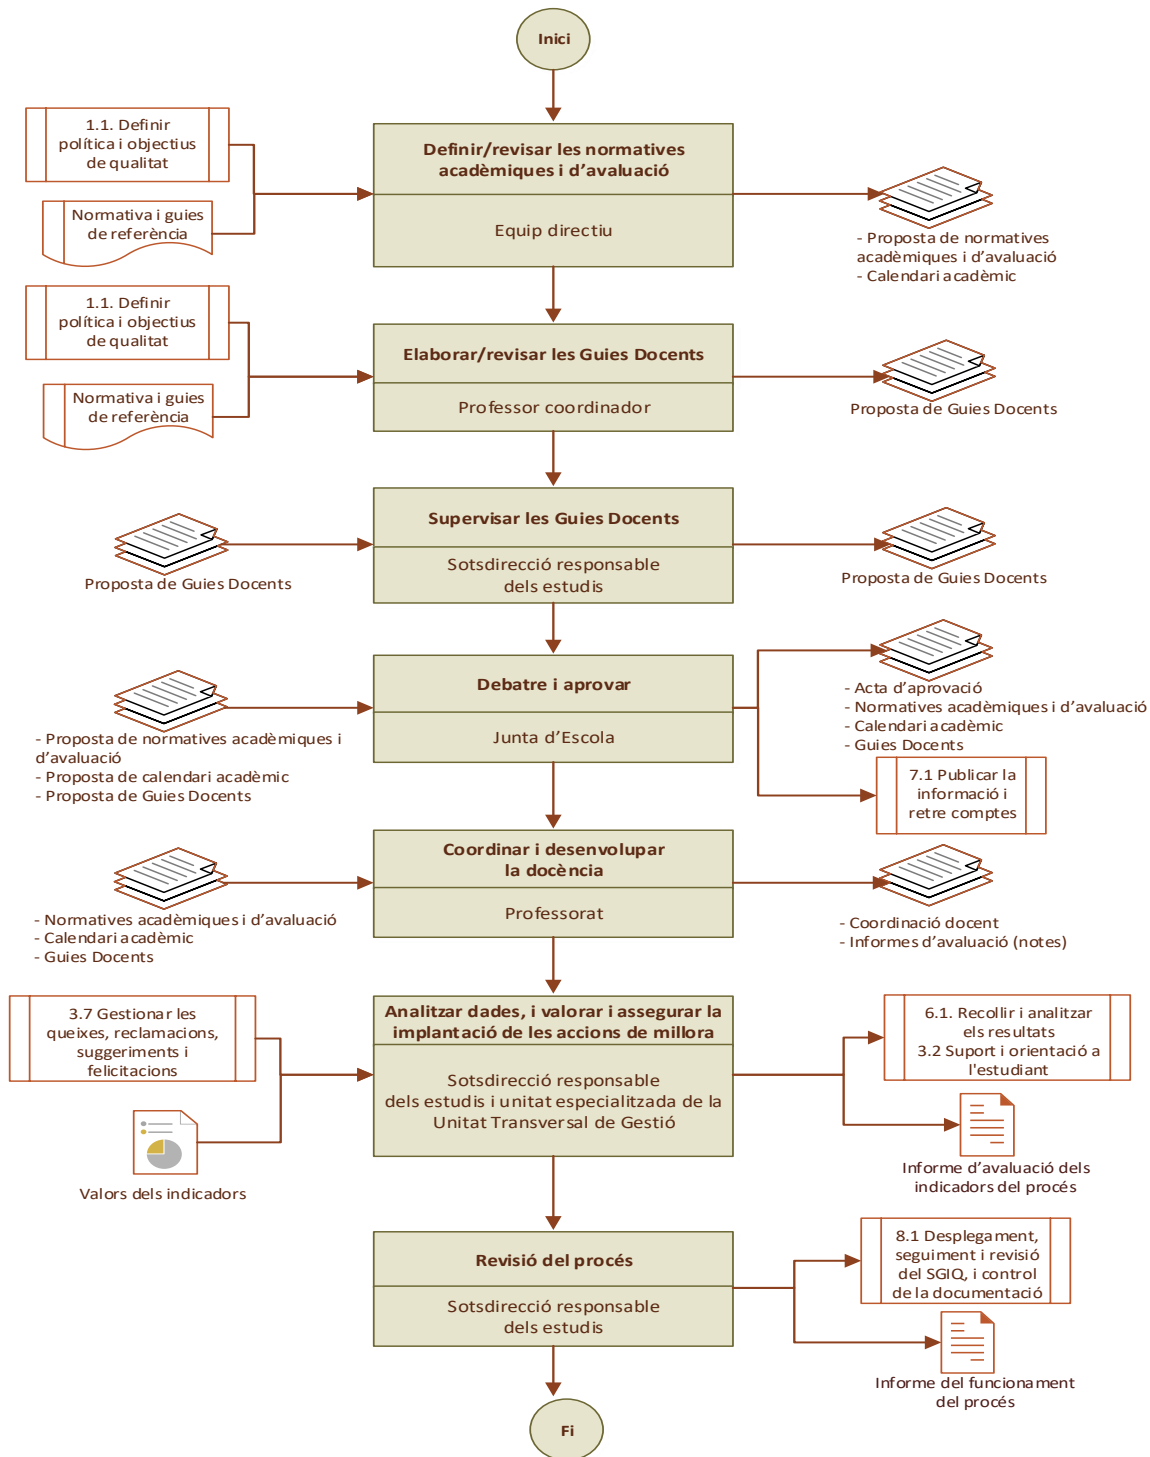 Inici
1.1. Definir
política i objectius
de qualitat
Normativa i guies
de referència
Definir/revisar les normatives
acadèmiques i d'avaluació
Equip directiu
- Proposta de normatives
acadèmiques i d'avaluació
- Calendari acadèmic
1.1. Definir
política i objectius
de qualitat
Normativa i guies
de referència
Elaborar/revisar les Guies Docents
Professor coordinador
Proposta de Guies Docents
Proposta de Guies Docents
Supervisar les Guies Docents
Sotsdirecció responsable
dels estudis
Proposta de Guies Docents
- Proposta de normatives acadèmiques i
d'avaluació
- Proposta de calendari acadèmic
- Proposta de Guies Docents
Debatre i aprovar
Junta d'Escola
- Acta d'aprovació
- Normatives acadèmiques i d'avaluació
- Calendari acadèmic
- Guies Docents
7.1 Publicar la
informació i
retre comptes
- Normatives acadèmiques i d'avaluació
- Calendari acadèmic
- Guies Docents
Coordinar i desenvolupar
la docència
Professorat
- Coordinació docent
- Informes d'avaluació (notes)
3.7 Gestionar les
queixes, reclamacions,
suggeriments i
felicitacions
Valors dels indicadors
Analitzar dades, i valorar i assegurar la
implantació de les accions de millora
Sotsdirecció responsable
dels estudis i unitat especialitzada de la
Unitat Transversal de Gestió
6.1. Recollir i analitzar
els resultats
3.2 Suport i orientació a
l'estudiant
Informe d'avaluació dels
indicadors del procés
Revisió del procés
Sotsdirecció responsable
dels estudis
8.1 Desplegament,
seguiment i revisió
del SGIQ, i control
de la documentació
Informe del funcionament
del procés
Fi